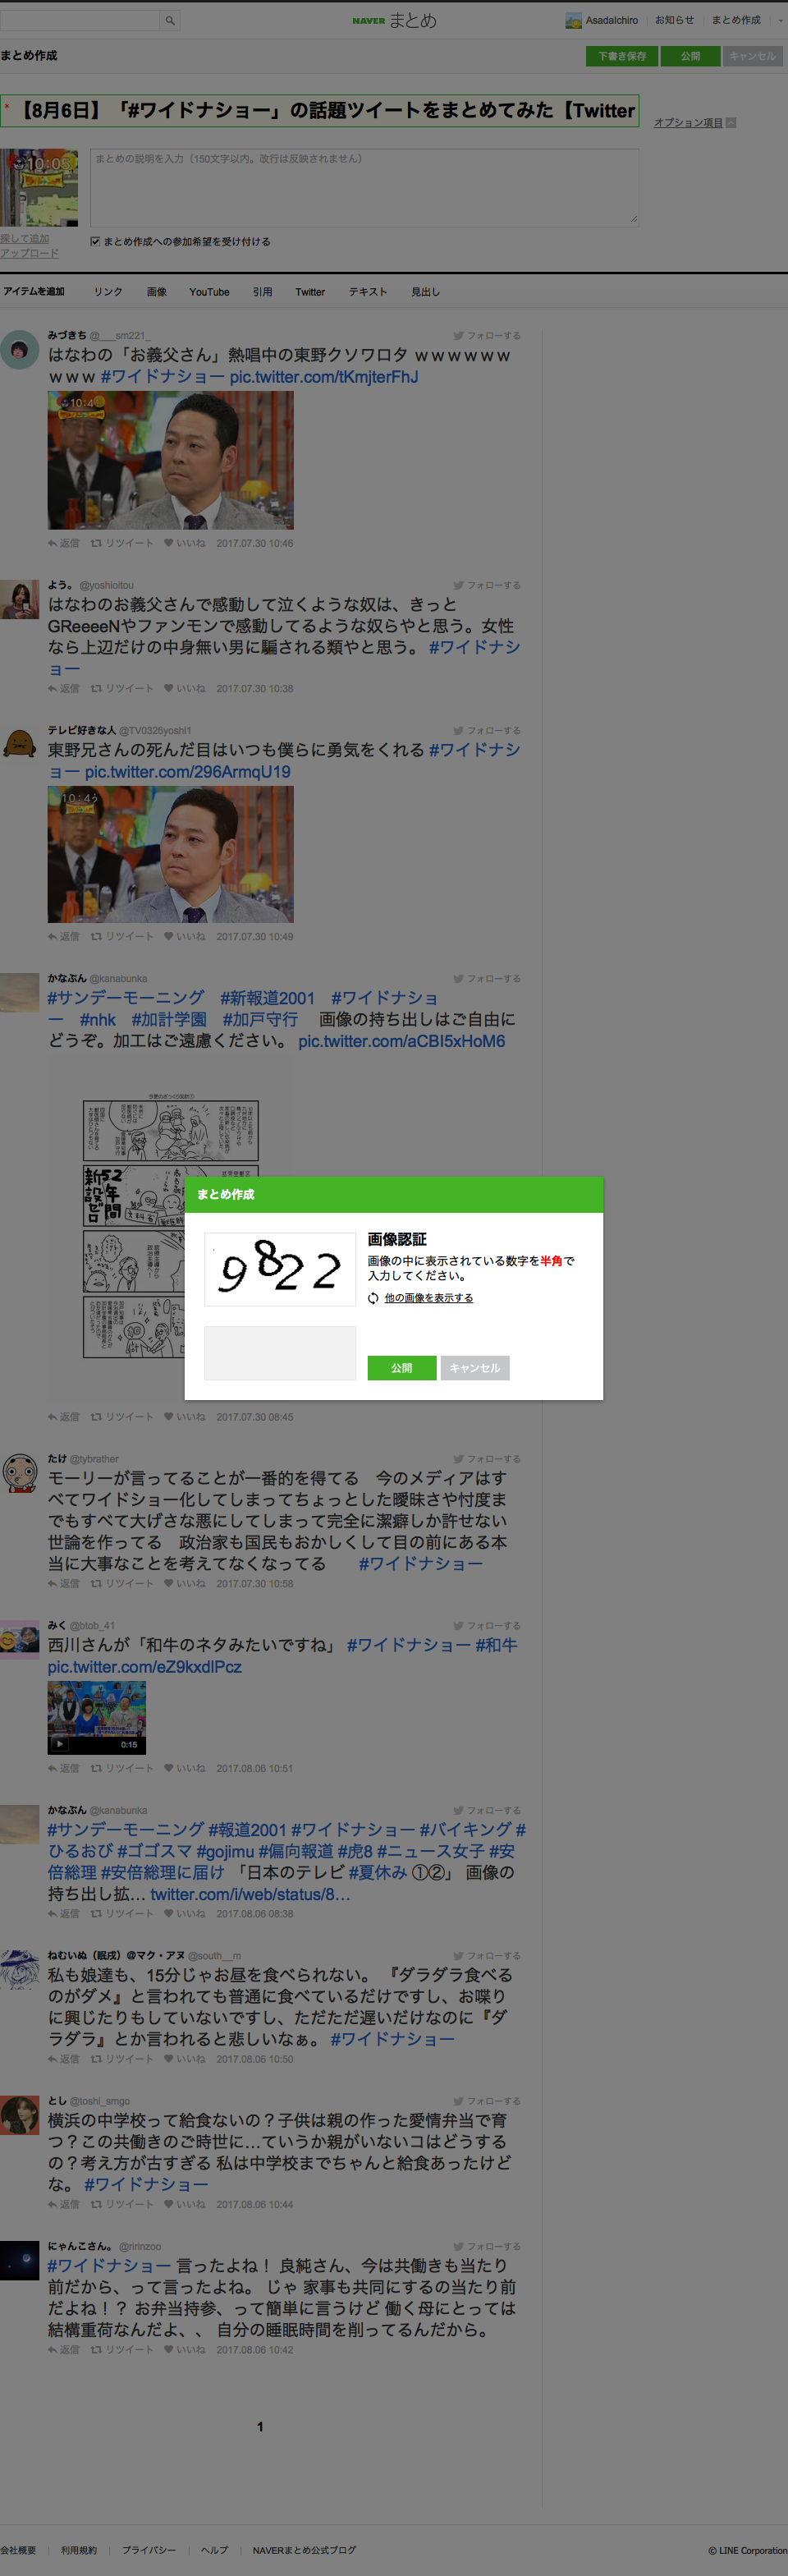 NAVER まとめ
AsadaIchiro お知らせ まとめ作成
まとめ作成
下書き保存 公開 キャンセル
* 【8月6日】「#ワイドナショー」の話題ツイートをまとめてみた【Twitter
オプション項目
10:05
まとめの説明を入力（150文字以内。改行は反映されません）
探して追加
アップロード
まとめ作成への参加希望を受け付ける
アイテムを追加 リンク 画像 YouTube 引用 Twitter テキスト 見出し
みづきち @___sm221_ フォローする
はなわの「お義父さん」熱唱中の東野クソワロタ ｗｗｗｗｗｗ
ｗｗｗ #ワイドナショー pic.twitter.com/tKmjterFhJ
返信 リツイート いいね 2017.07.30 10:46
よう。 @yoshioitou フォローする
はなわのお義父さんで感動して泣くような奴は、きっと
GReeeeNやファンモンで感動してるような奴らやと思う。女性
なら上辺だけの中身無い男に騙される類やと思う。 #ワイドナシ
ョー
返信 リツイート いいね 2017.07.30 10:38
テレビ好きな人 @TV0326yoshi1 フォローする
東野兄さんの死んだ目はいつも僕らに勇気をくれる #ワイドナシ
ョー pic.twitter.com/296ArmqU19
返信 リツイート いいね 2017.07.30 10:49
かなぶん @kanabunka フォローする
#サンデーモーニング #新報道2001 #ワイドナショ
ー #nhk #加計学園 #加戸守行 画像の持ち出しはご自由に
どうぞ。加工はご遠慮ください。 pic.twitter.com/aCBI5xHoM6
52年間
新設ゼロ
まとめ作成
9822
画像認証
画像の中に表示されている数字を半角で
入力してください。
他の画像を表示する
公開 キャンセル
返信 リツイート いいね 2017.07.30 08:45
たけ @tybrather フォローする
モーリーが言ってることが一番的を得てる 今のメディアはす
べてワイドショー化してしまってちょっとした曖昧さや忖度ま
でもすべて大げさな悪にしてしまって完全に潔癖しか許せない
世論を作ってる 政治家も国民もおかしくして目の前にある本
当に大事なことを考えてなくなってる #ワイドナショー
返信 リツイート いいね 2017.07.30 10:58
みく @btob_41 フォローする
西川さんが「和牛のネタみたいですね」 #ワイドナショー #和牛
pic.twitter.com/eZ9kxdlPcz
0:15
返信 リツイート いいね 2017.08.06 10:51
かなぶん @kanabunka フォローする
#サンデーモーニング #報道2001 #ワイドナショー #バイキング #
ひるおび #ゴゴスマ #gojimu #偏向報道 #虎8 #ニュース女子 #安
倍総理 #安倍総理に届け 「日本のテレビ #夏休み ①②」 画像の
持ち出し拡… twitter.com/i/web/status/8…
返信 リツイート いいね 2017.08.06 08:38
ねむいぬ（眠戌）＠マク・アヌ @south__m フォローする
私も娘達も、15分じゃお昼を食べられない。 『ダラダラ食べる
のがダメ』と言われても普通に食べているだけですし、お喋り
に興じたりもしていないですし、ただただ遅いだけなのに『ダ
ラダラ』とか言われると悲しいなぁ。 #ワイドナショー
返信 リツイート いいね 2017.08.06 10:50
とし @toshi_smgo フォローする
横浜の中学校って給食ないの？子供は親の作った愛情弁当で育
つ？この共働きのご時世に…ていうか親がいないコはどうする
の？考え方が古すぎる 私は中学校までちゃんと給食あったけど
な。 #ワイドナショー
返信 リツイート いいね 2017.08.06 10:44
にゃんこさん。 @ririnzoo フォローする
#ワイドナショー 言ったよね！ 良純さん、今は共働きも当たり
前だから、って言ったよね。 じゃ 家事も共同にするの当たり前
だよね！？ お弁当持参、って簡単に言うけど 働く母にとっては
結構重荷なんだよ、、 自分の睡眠時間を削ってるんだから。
返信 リツイート いいね 2017.08.06 10:42
1
会社概要 利用規約 プライバシー ヘルプ NAVERまとめ公式ブログ
© LINE Corporation